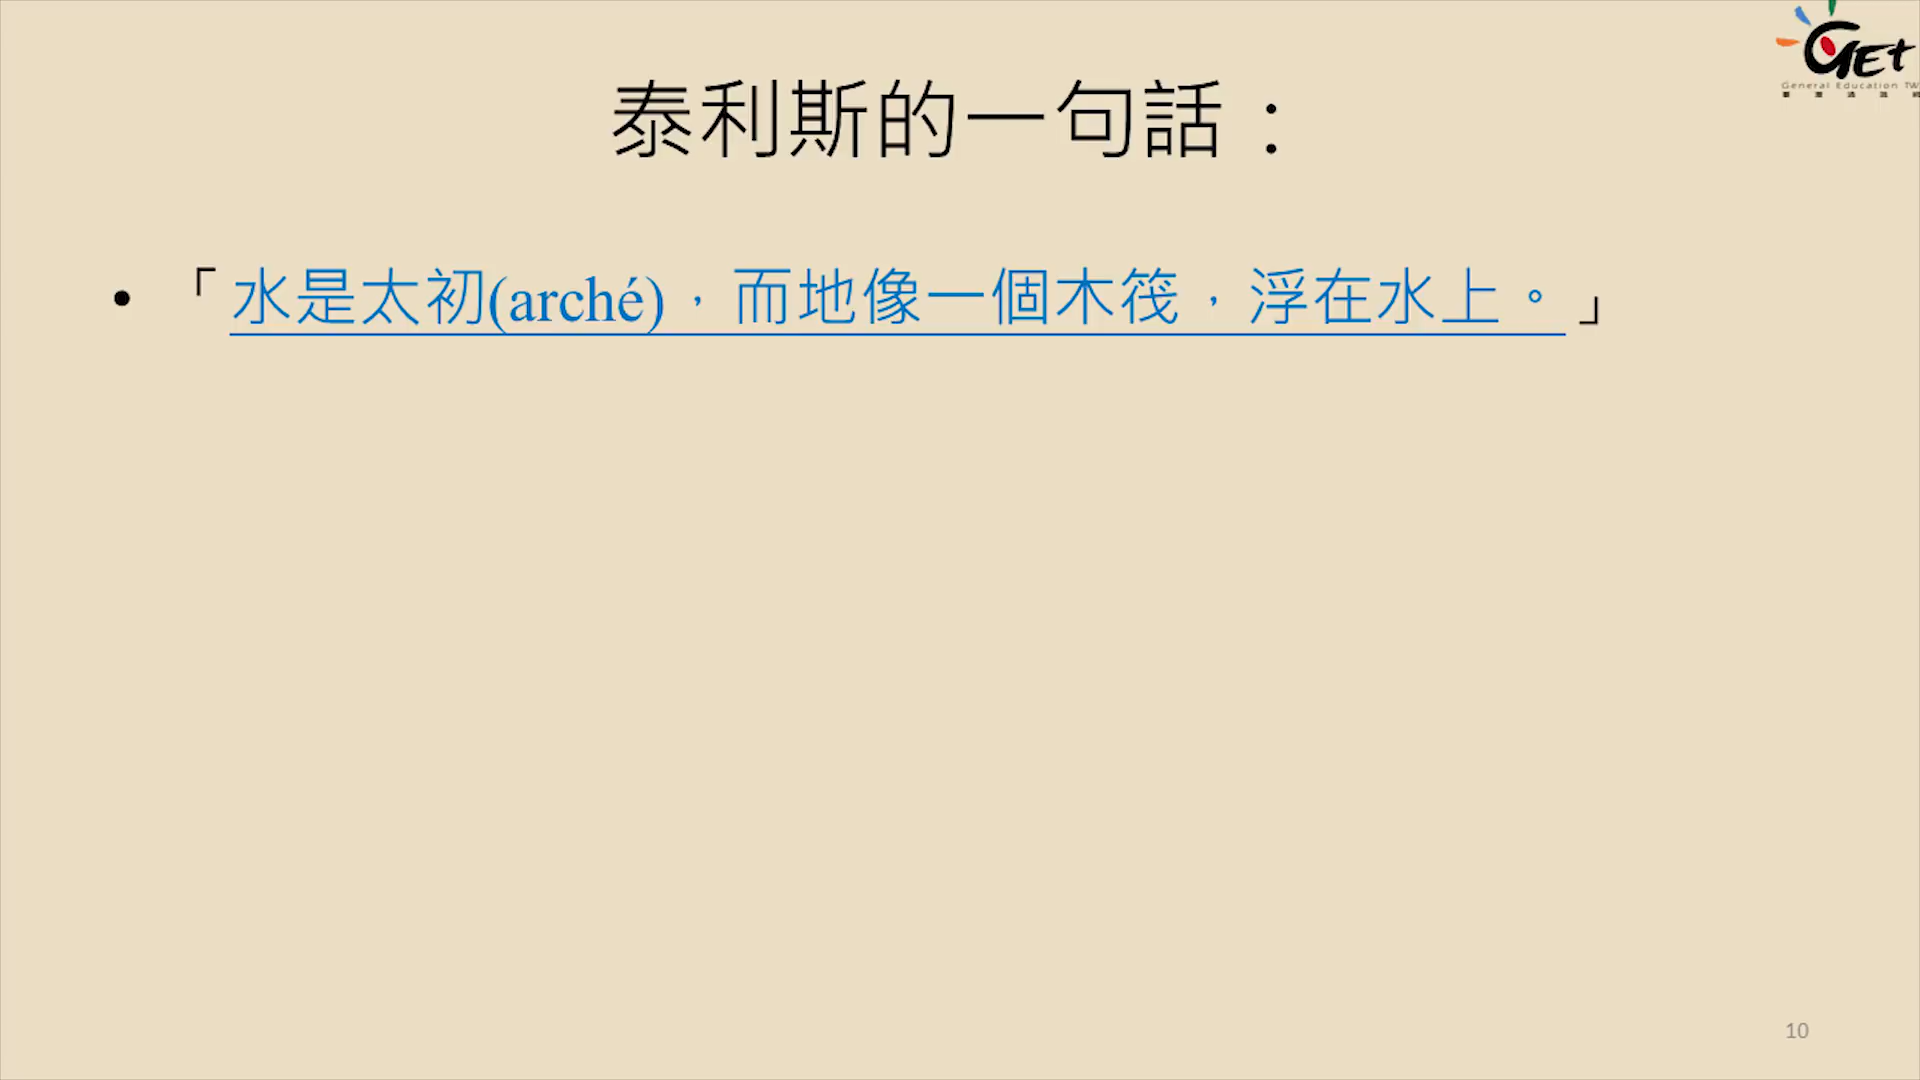 GEt
General Education TW
泰利斯的一句話：
• 「水是太初(arché)，而地像一個木筏，浮在水上。」
10